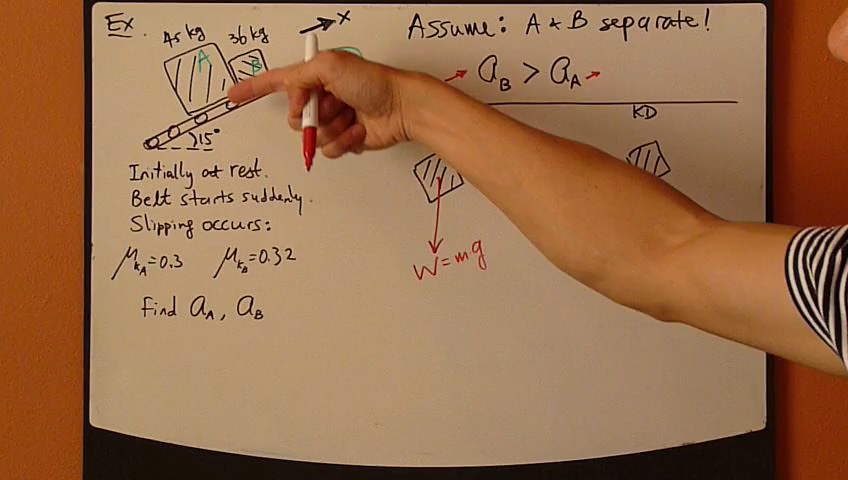 Ex.
45 kg 36 kg
X
A
B
15°
Initially at rest.
Belt starts suddenly.
Slipping occurs:
μkA=0.3 μkB=0.32
Find aA, aB
Assume: A & B separate!
aB > aA
KD
W=mg